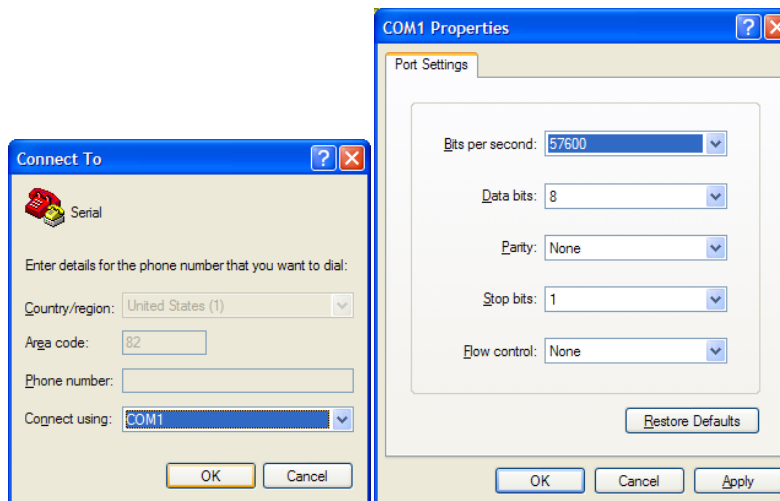 Connect To
Serial
Enter details for the phone number that you want to dial:
Country/region: United States (1)
Area code: 82
Phone number:
Connect using: COM1
OK Cancel
COM1 Properties
Port Settings
Bits per second: 57600
Data bits: 8
Parity: None
Stop bits: 1
Flow control: None
Restore Defaults
OK Cancel Apply